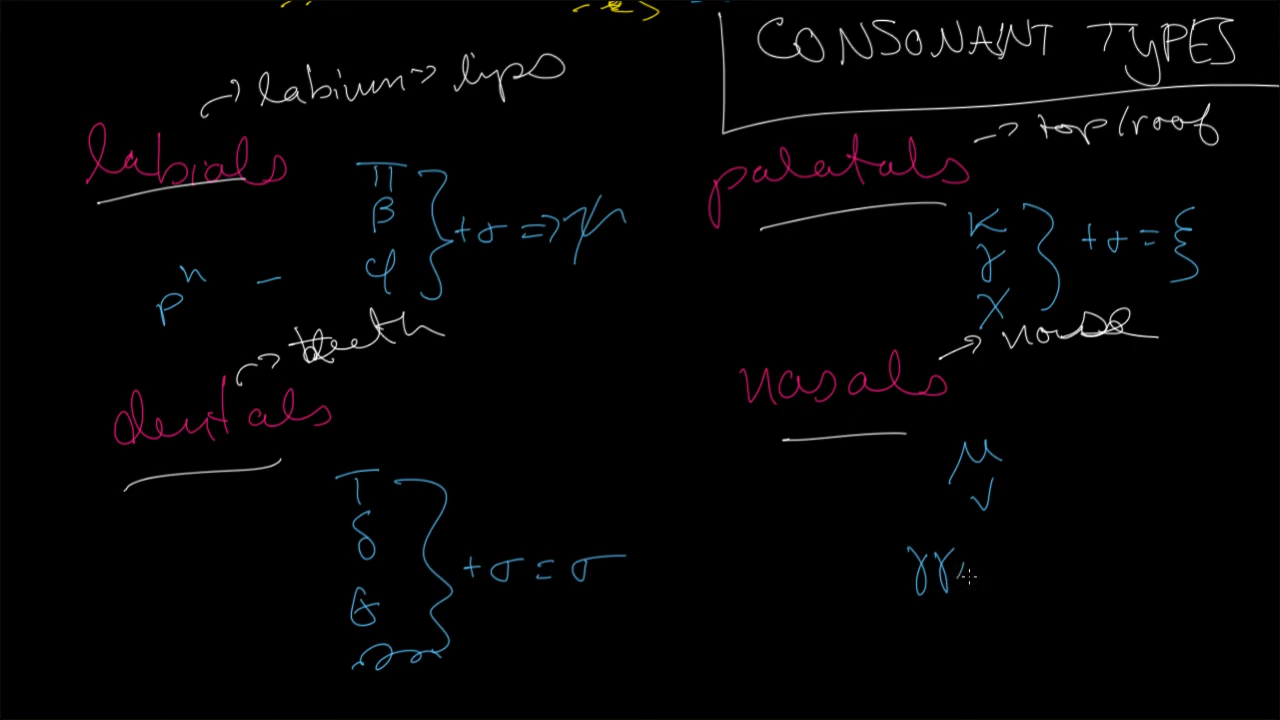 CONSONANT TYPES
-> labium -> lips
labials
π
β } + σ => ψ
φ
ph -
-> teeth
dentals
τ
δ } + σ = σ
θ
-> top/roof
palatals
κ
γ } + σ = ξ
χ
-> nose
nasals
μ
ν
γγ